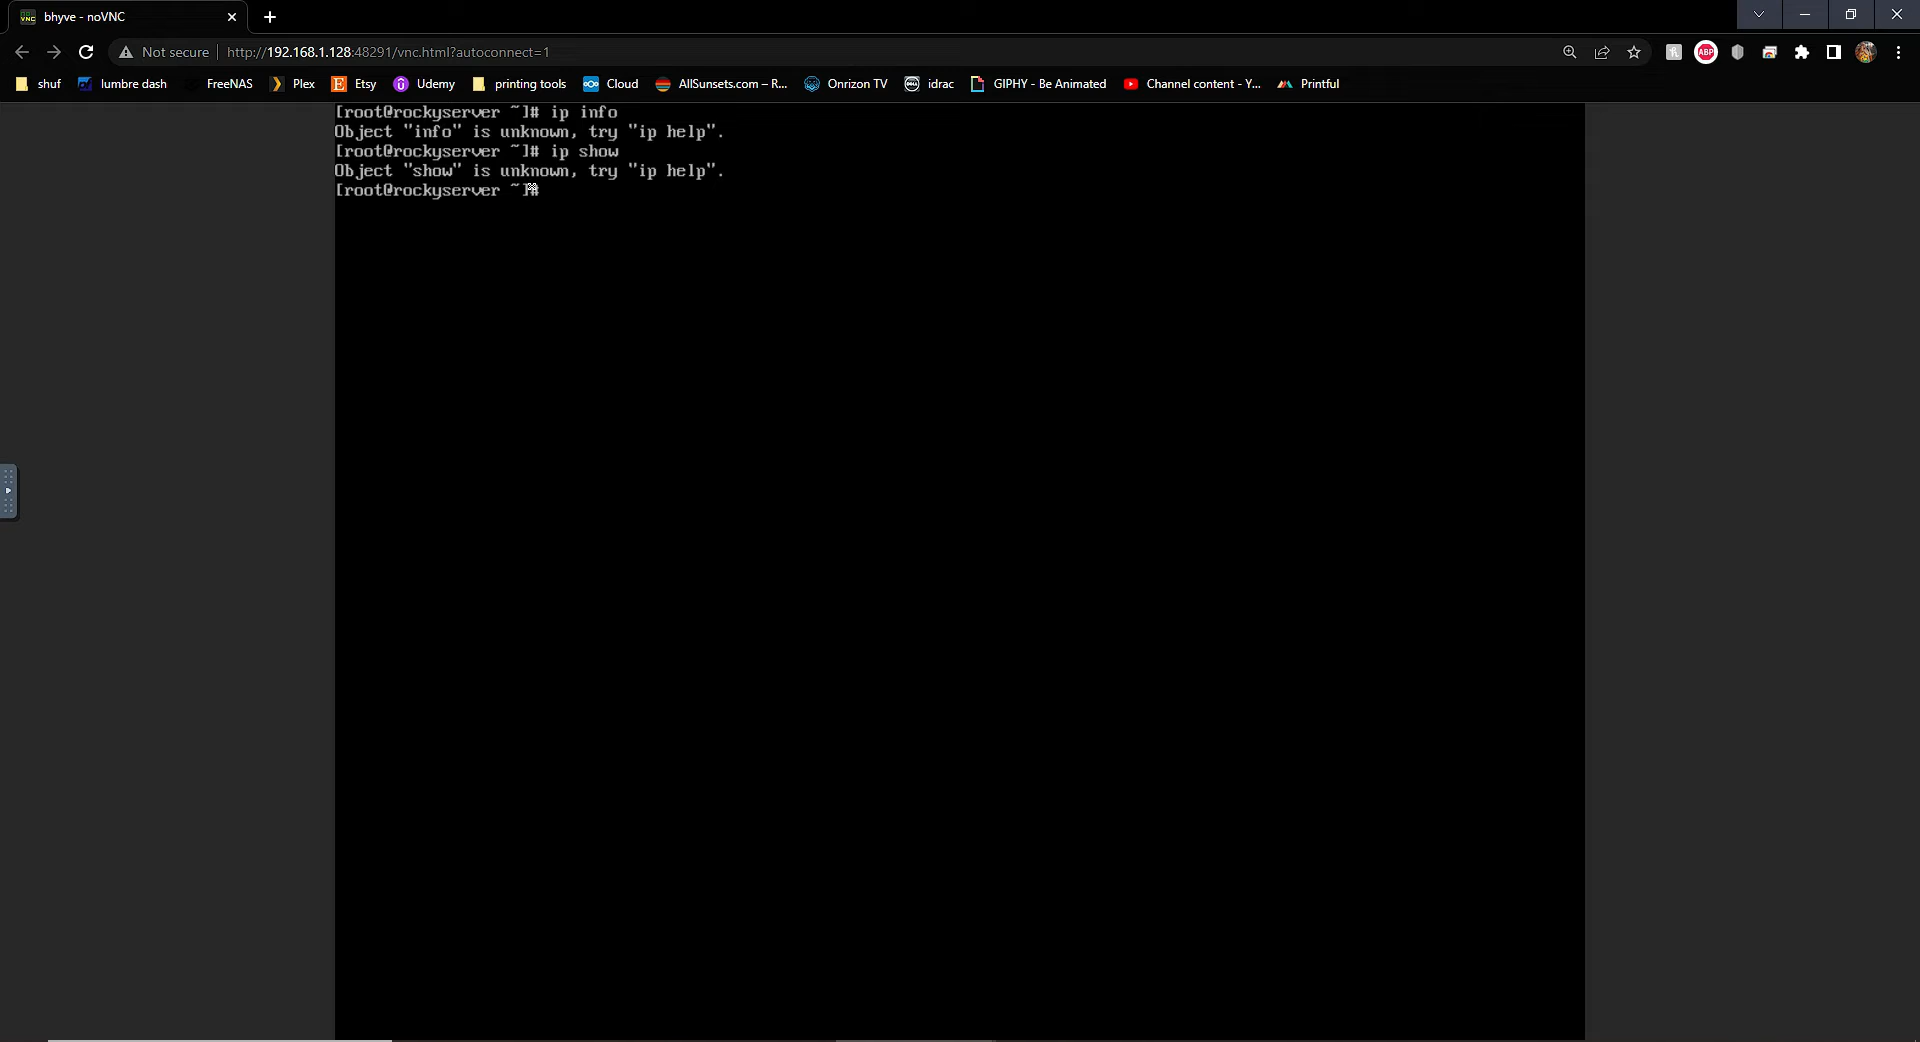 bhyve - noVNC
Not secure http://192.168.1.128:48291/vnc.html?autoconnect=1
ABP
shuf lumbre dash FreeNAS Plex Etsy Udemy printing tools Cloud AllSunsets.com – R... Onrizon TV idrac GIPHY - Be Animated Channel content - Y... Printful
[root@rockyserver ~]# ip info
Object "info" is unknown, try "ip help".
[root@rockyserver ~]# ip show
Object "show" is unknown, try "ip help".
[root@rockyserver ~]#